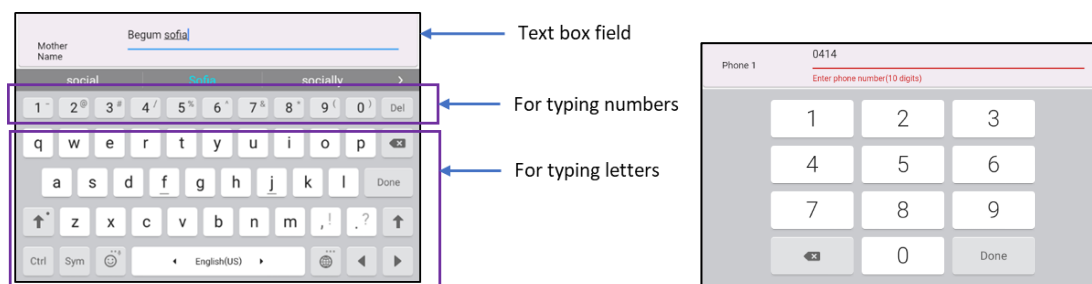 Begum sofia
Mother
Name
social Sofia socially >
1 - 2 @ 3 # 4 / 5 % 6 ^ 7 & 8 * 9 ( 0 ) Del
q w e r t y u i o p
a s d f g h j k l Done
z x c v b n m , ! . ?
Ctrl Sym English(US)
Text box field
For typing numbers
For typing letters
0414
Phone 1
Enter phone number(10 digits)
1 2 3
4 5 6
7 8 9
0 Done